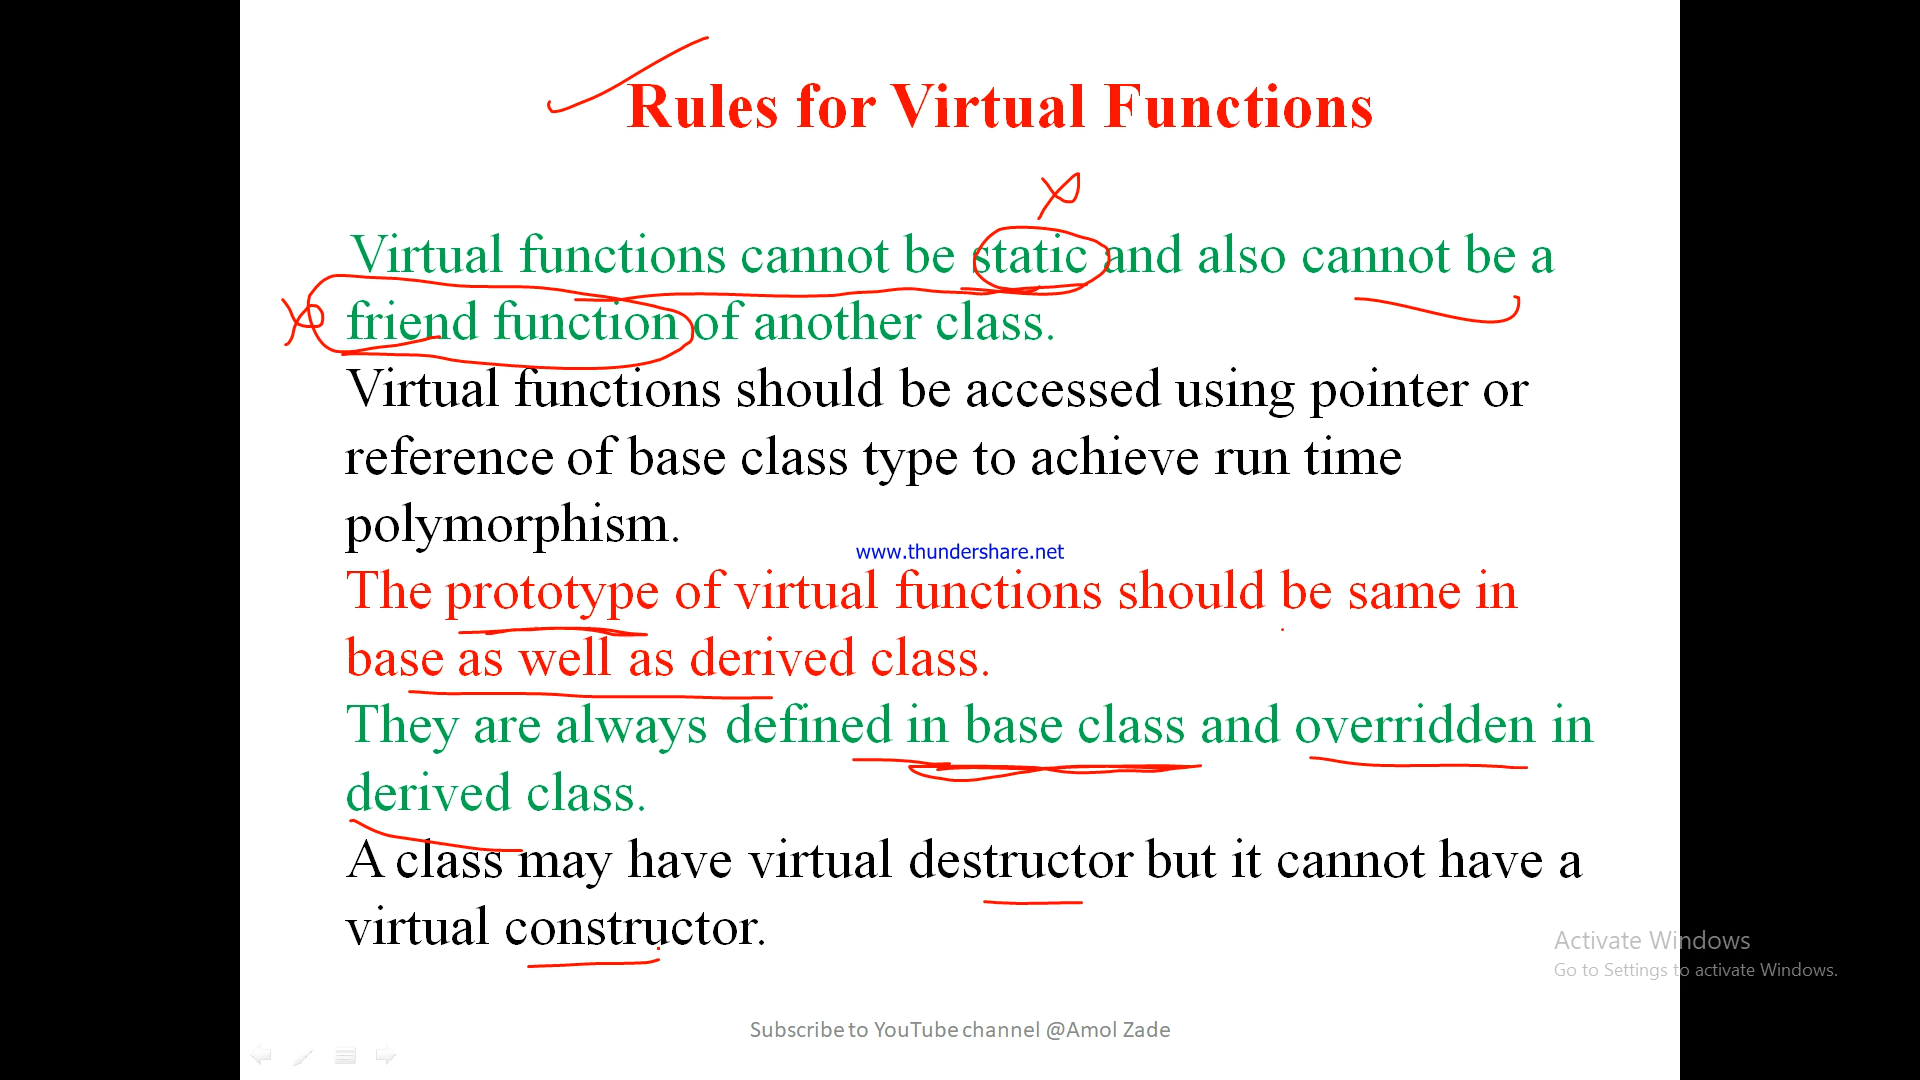 Rules for Virtual Functions
Virtual functions cannot be static and also cannot be a
friend function of another class.
Virtual functions should be accessed using pointer or
reference of base class type to achieve run time
polymorphism.
www.thundershare.net
The prototype of virtual functions should be same in
base as well as derived class.
They are always defined in base class and overridden in
derived class.
A class may have virtual destructor but it cannot have a
virtual constructor.
Activate Windows
Go to Settings to activate Windows.
Subscribe to YouTube channel @Amol Zade